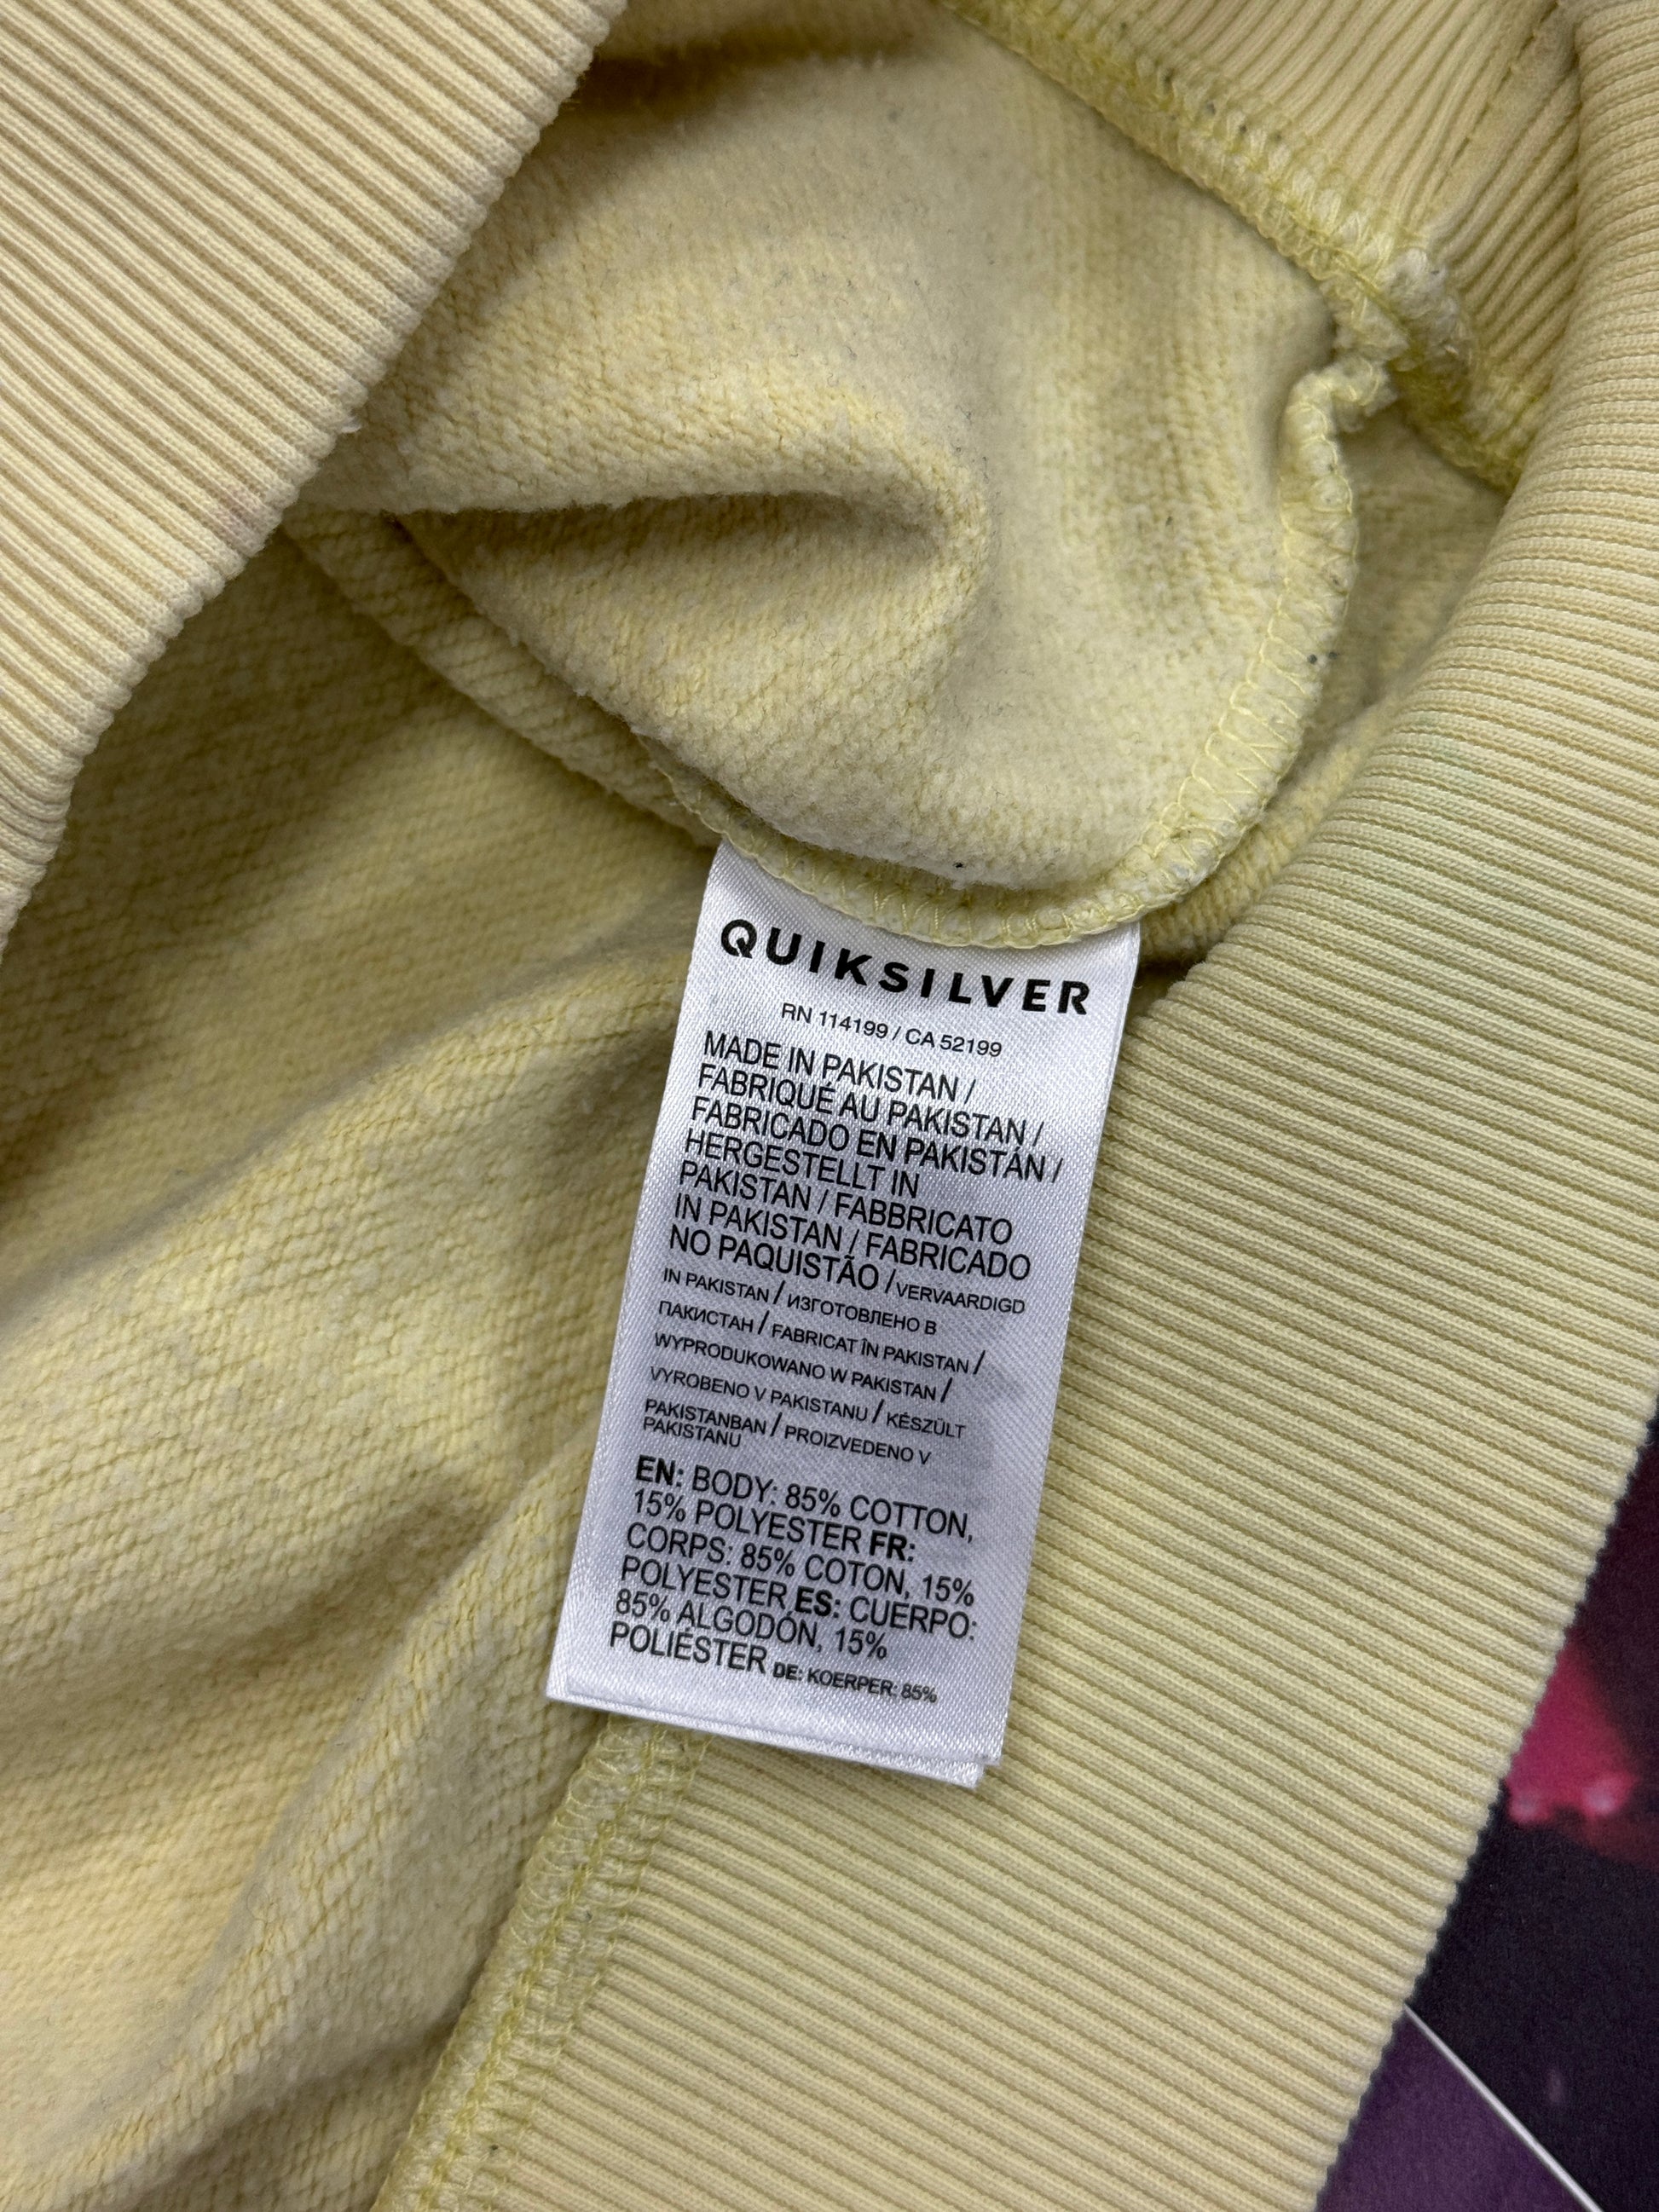 QUIKSILVER
RN 114199 / CA 52199
MADE IN PAKISTAN /
FABRIQUÉ AU PAKISTAN /
FABRICADO EN PAKISTÁN /
HERGESTELLT IN
PAKISTAN / FABBRICATO
IN PAKISTAN / FABRICADO
NO PAQUISTÃO / VERVAARDIGD
IN PAKISTAN / ИЗГОТОВЛЕНО В
ПАКИСТАН / FABRICAT ÎN PAKISTAN /
WYPRODUKOWANO W PAKISTAN /
VYROBENO V PAKISTANU / KÉSZÜLT
PAKISTANBAN / PROIZVEDENO V
PAKISTANU
EN: BODY: 85% COTTON,
15% POLYESTER FR:
CORPS: 85% COTON, 15%
POLYESTER ES: CUERPO:
85% ALGODÓN, 15%
POLIÉSTER DE: KOERPER: 85%